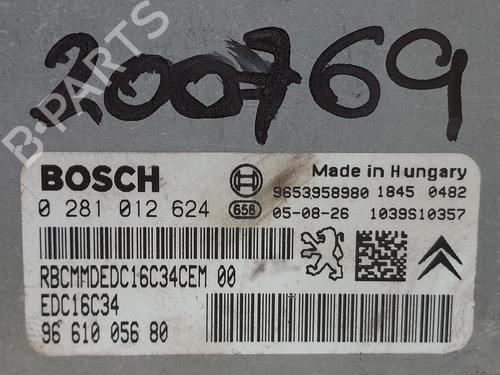 200769
B-PARTS
BOSCH
Made in Hungary
9653958980 1845 0482
0 281 012 624
656 05-08-26 1039S10357
RBCMMDEDC16C34CEM 00
EDC16C34
96 610 056 80